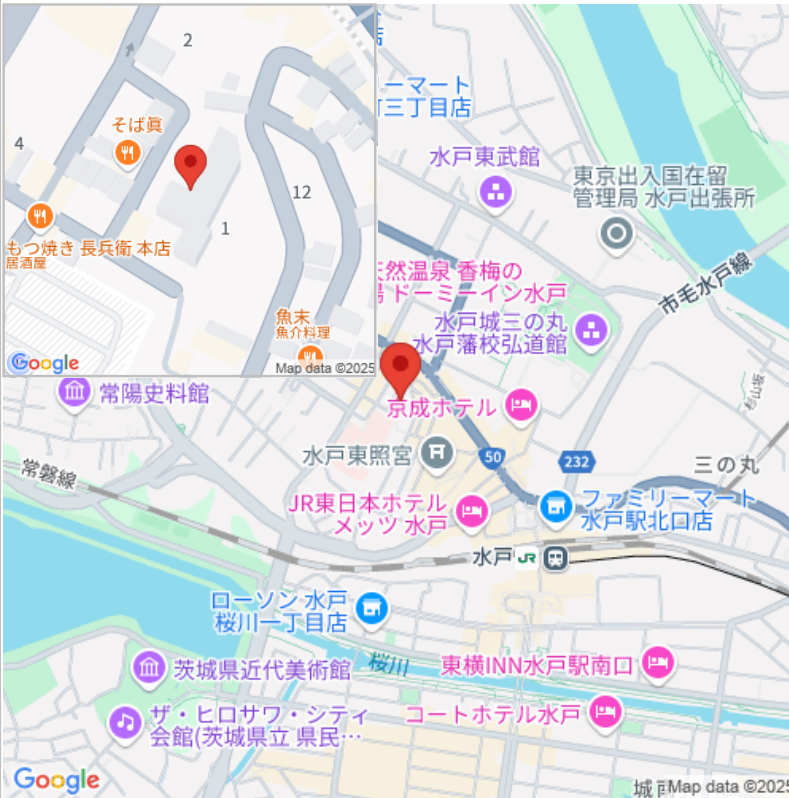 2
そば眞
4
12
1
もつ焼き 長兵衛 本店
居酒屋
魚末
魚介料理
Google
Map data ©2025
店
ーマート
三丁目店
水戸東武館
東京出入国在留
管理局 水戸出張所
市毛水戸線
然温泉 香梅の
ドーミーイン水戸
水戸城三の丸
水戸藩校弘道館
杉山坂
京成ホテル
常陽史料館
水戸東照宮
50
232
三の丸
常磐線
JR東日本ホテル
メッツ 水戸
ファミリーマート
水戸駅北口店
水戸 JR
ローソン 水戸
桜川一丁目店
桜川
東横INN水戸駅南口
茨城県近代美術館
コートホテル水戸
ザ・ヒロサワ・シティ
会館(茨城県立 県民…
Google
城
Map data ©2025